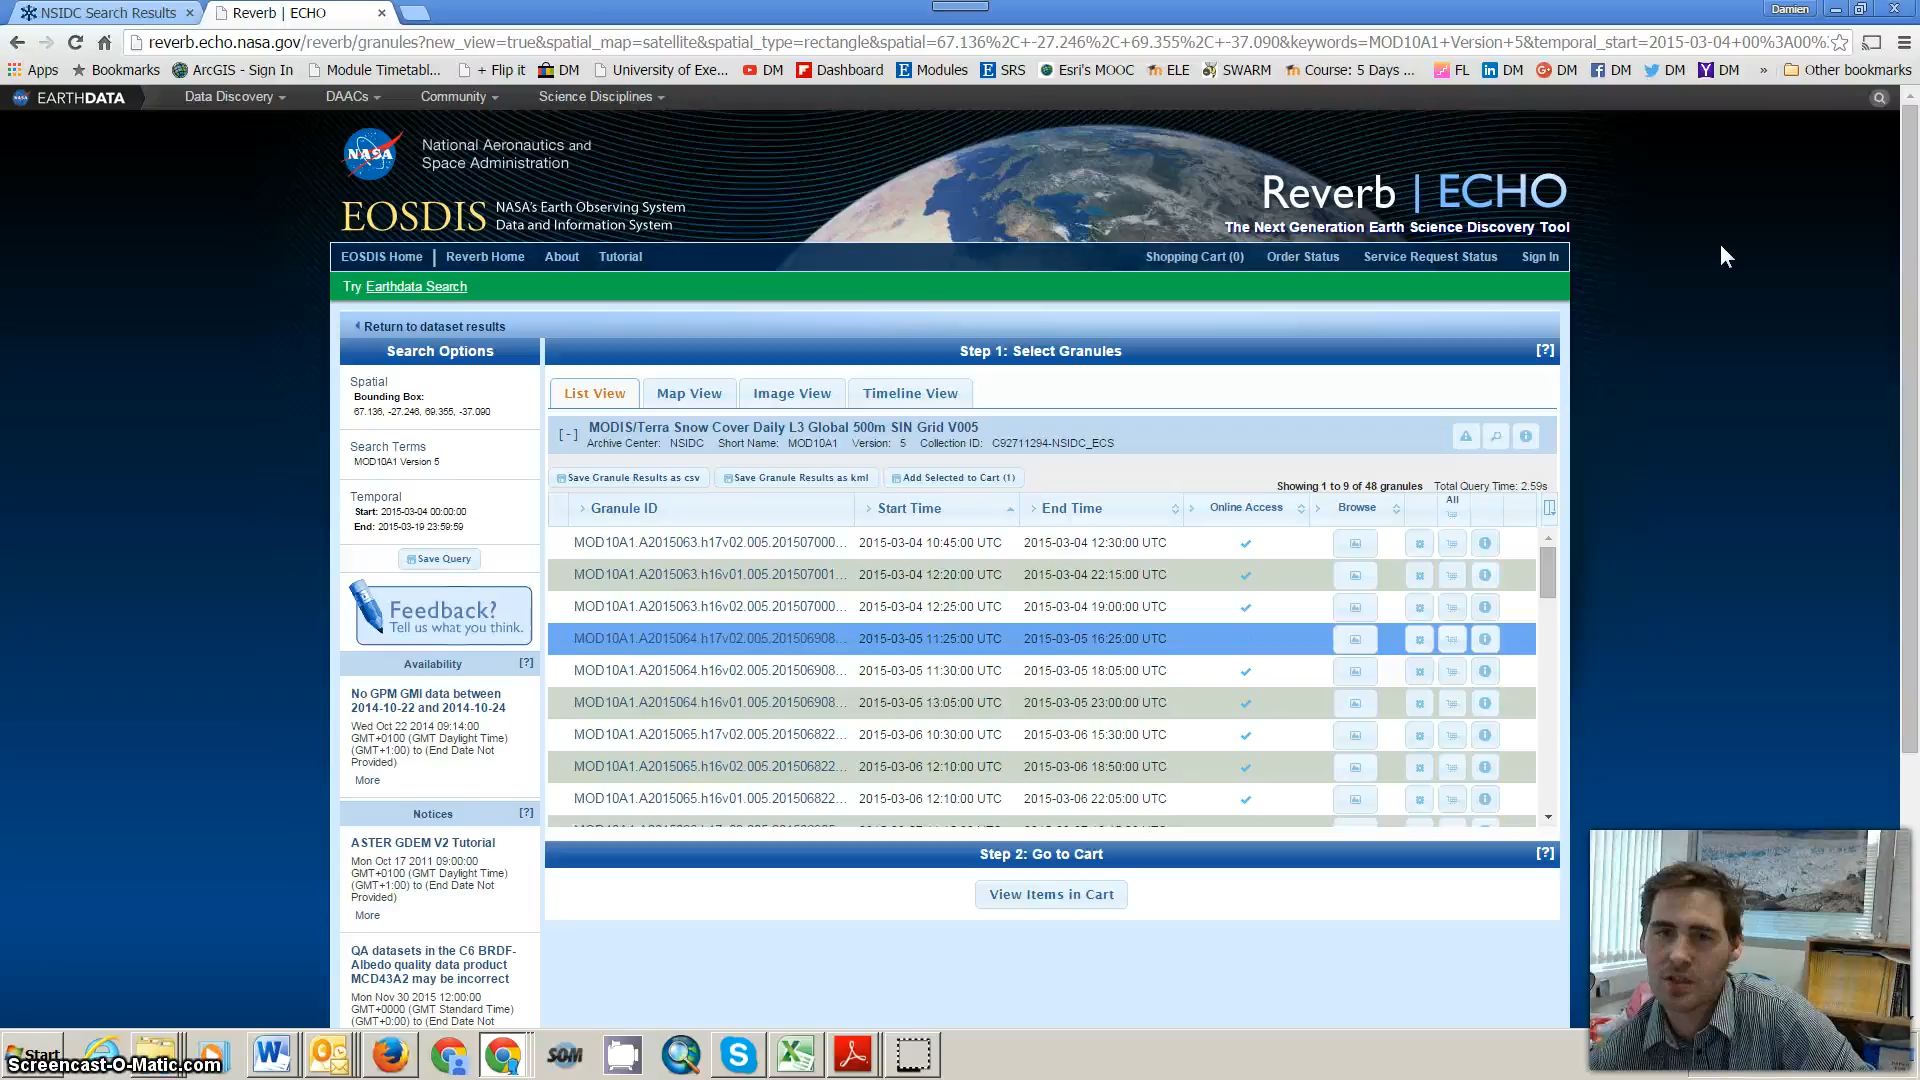 NSIDC Search Results
Reverb | ECHO
Damien
reverb.echo.nasa.gov/reverb/granules?new_view=true&spatial_map=satellite&spatial_type=rectangle&spatial=67.136%2C+-27.246%2C+69.355%2C+-37.090&keywords=MOD10A1+Version+5&temporal_start=2015-03-04+00%3A00%
Apps Bookmarks ArcGIS - Sign In Module Timetabl... + Flip it DM University of Exe... DM Dashboard Modules SRS Esri's MOOC ELE SWARM Course: 5 Days ... FL DM DM DM DM DM » Other bookmarks
EARTHDATA Data Discovery DAACs Community Science Disciplines
National Aeronautics and
Space Administration
NASA
EOSDIS
NASA's Earth Observing System
Data and Information System
Reverb | ECHO
The Next Generation Earth Science Discovery Tool
EOSDIS Home | Reverb Home About Tutorial Shopping Cart (0) Order Status Service Request Status Sign In
Try Earthdata Search
Return to dataset results
Search Options
Spatial
Bounding Box:
67.136, -27.246, 69.355, -37.090
Search Terms
MOD10A1 Version 5
Temporal
Start: 2015-03-04 00:00:00
End: 2015-03-19 23:59:59
Save Query
Feedback?
Tell us what you think.
Availability [?]
No GPM GMI data between
2014-10-22 and 2014-10-24
Wed Oct 22 2014 09:14:00
GMT+0100 (GMT Daylight Time)
(GMT+1:00) to (End Date Not
Provided)
More
Notices [?]
ASTER GDEM V2 Tutorial
Mon Oct 17 2011 09:00:00
GMT+0100 (GMT Daylight Time)
(GMT+1:00) to (End Date Not
Provided)
More
QA datasets in the C6 BRDF-
Albedo quality data product
MCD43A2 may be incorrect
Mon Nov 30 2015 12:00:00
GMT+0000 (GMT Standard Time)
(GMT+0:00) to (End Date Not
Step 1: Select Granules [?]
List View Map View Image View Timeline View
[-] MODIS/Terra Snow Cover Daily L3 Global 500m SIN Grid V005
Archive Center: NSIDC Short Name: MOD10A1 Version: 5 Collection ID: C92711294-NSIDC_ECS
Save Granule Results as csv Save Granule Results as kml Add Selected to Cart (1)
Showing 1 to 9 of 48 granules Total Query Time: 2.59s
Granule ID Start Time End Time Online Access Browse All
MOD10A1.A2015063.h17v02.005.201507000... 2015-03-04 10:45:00 UTC 2015-03-04 12:30:00 UTC
MOD10A1.A2015063.h16v01.005.201507001... 2015-03-04 12:20:00 UTC 2015-03-04 22:15:00 UTC
MOD10A1.A2015063.h16v02.005.201507000... 2015-03-04 12:25:00 UTC 2015-03-04 19:00:00 UTC
MOD10A1.A2015064.h17v02.005.201506908... 2015-03-05 11:25:00 UTC 2015-03-05 16:25:00 UTC
MOD10A1.A2015064.h16v02.005.201506908... 2015-03-05 11:30:00 UTC 2015-03-05 18:05:00 UTC
MOD10A1.A2015064.h16v01.005.201506908... 2015-03-05 13:05:00 UTC 2015-03-05 23:00:00 UTC
MOD10A1.A2015065.h17v02.005.201506822... 2015-03-06 10:30:00 UTC 2015-03-06 15:30:00 UTC
MOD10A1.A2015065.h16v02.005.201506822... 2015-03-06 12:10:00 UTC 2015-03-06 18:50:00 UTC
MOD10A1.A2015065.h16v01.005.201506822... 2015-03-06 12:10:00 UTC 2015-03-06 22:05:00 UTC
Step 2: Go to Cart [?]
View Items in Cart
Start
SOM
Screencast-O-Matic.com